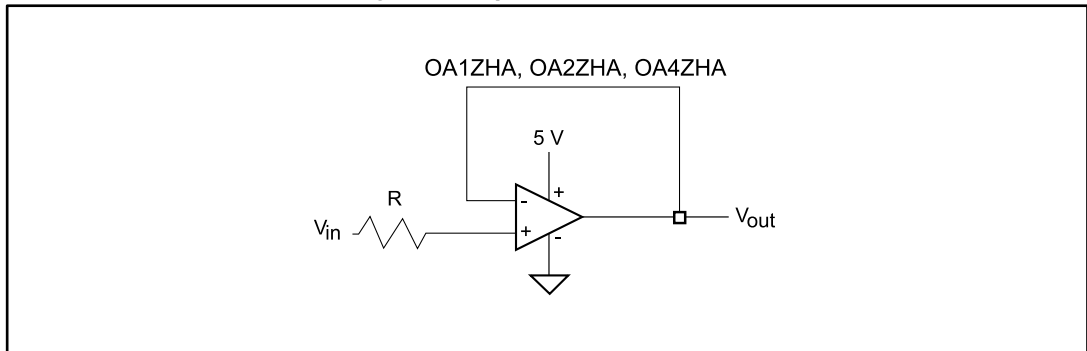 OA1ZHA, OA2ZHA, OA4ZHA
5 V
+
-
R
Vin
+
-
Vout